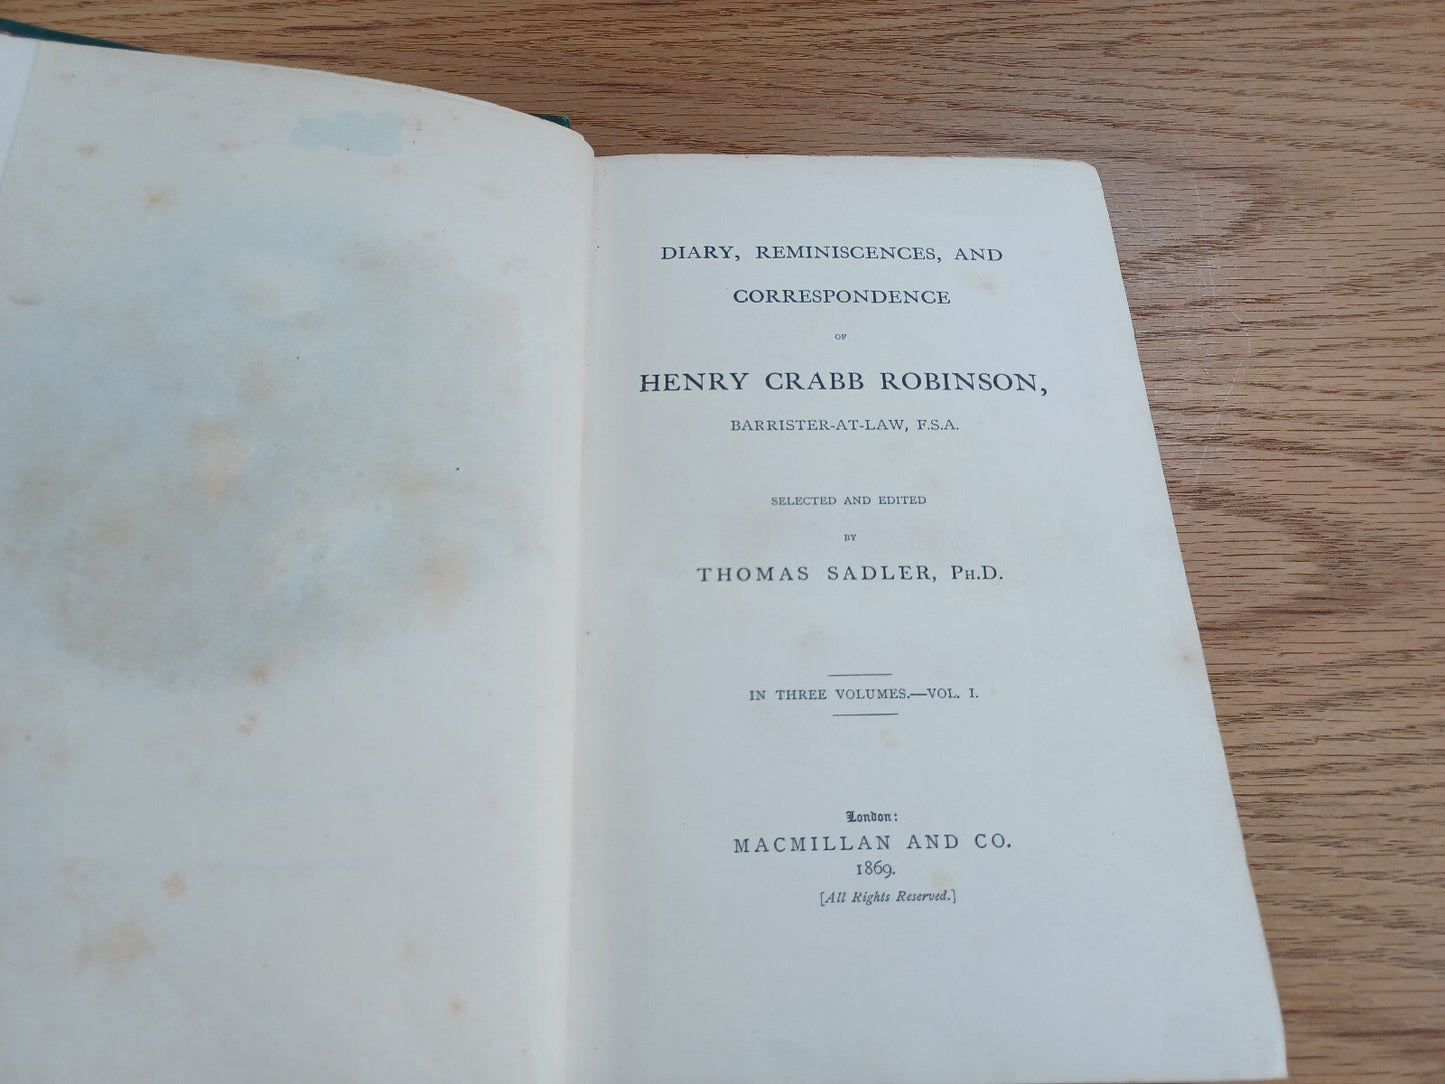 DIARY, REMINISCENCES, AND
CORRESPONDENCE
OF
HENRY CRABB ROBINSON,
BARRISTER-AT-LAW, F.S.A.
SELECTED AND EDITED
BY
THOMAS SADLER, PH.D.
IN THREE VOLUMES.—VOL. I.
London:
MACMILLAN AND CO.
1869.
[All Rights Reserved.]